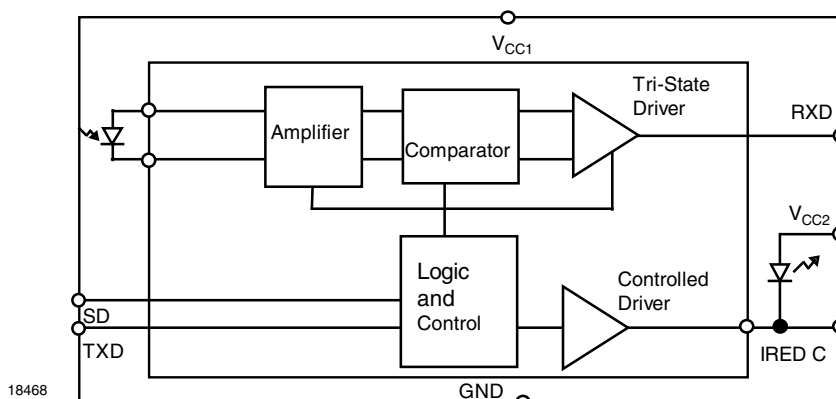 V_CC1
Tri-State
Driver
RXD
Amplifier
Comparator
V_CC2
Logic
and
Control
Controlled
Driver
SD
TXD
IRED C
GND
18468